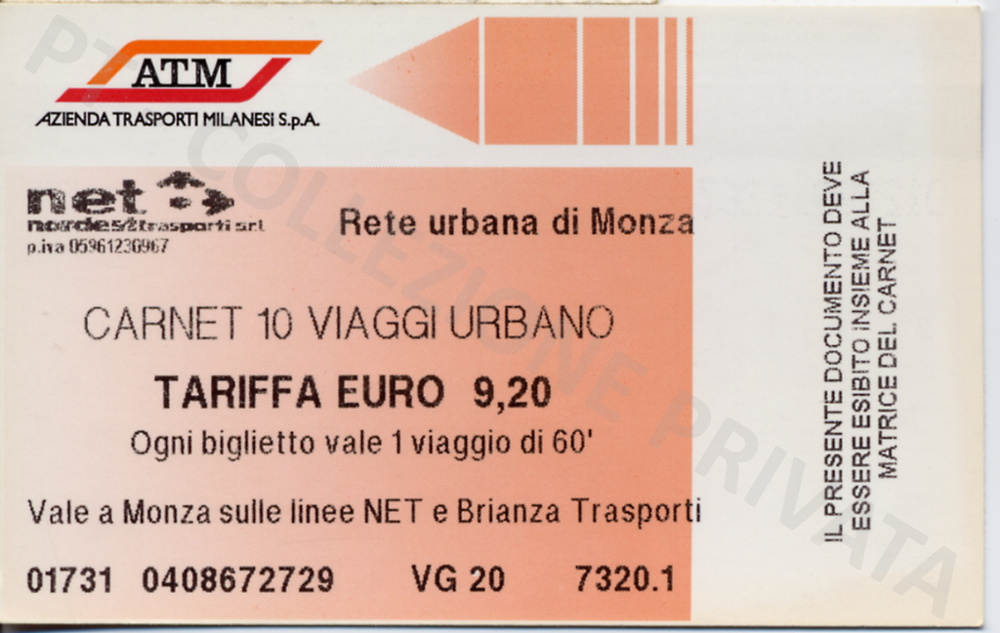 ATM
AZIENDA TRASPORTI MILANESI S.p.A.
net
nordest trasporti srl
p.iva 05961230967
Rete urbana di Monza
CARNET 10 VIAGGI URBANO
TARIFFA EURO 9,20
Ogni biglietto vale 1 viaggio di 60'
Vale a Monza sulle linee NET e Brianza Trasporti
01731 0408672729 VG 20 7320.1
IL PRESENTE DOCUMENTO DEVE
ESSERE ESIBITO INSIEME ALLA
MATRICE DEL CARNET
COLLEZIONE PRIVATA